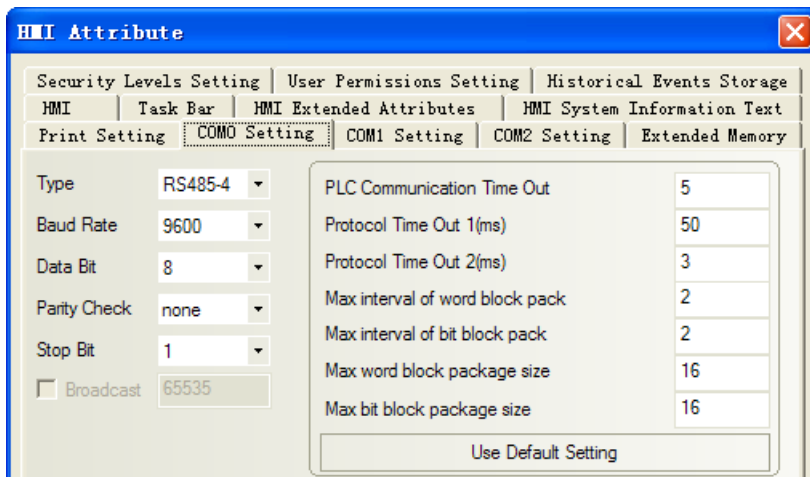 HMI Attribute
Security Levels Setting User Permissions Setting Historical Events Storage
HMI Task Bar HMI Extended Attributes HMI System Information Text
Print Setting COM0 Setting COM1 Setting COM2 Setting Extended Memory
Type RS485-4
Baud Rate 9600
Data Bit 8
Parity Check none
Stop Bit 1
Broadcast 65535
PLC Communication Time Out 5
Protocol Time Out 1(ms) 50
Protocol Time Out 2(ms) 3
Max interval of word block pack 2
Max interval of bit block pack 2
Max word block package size 16
Max bit block package size 16
Use Default Setting